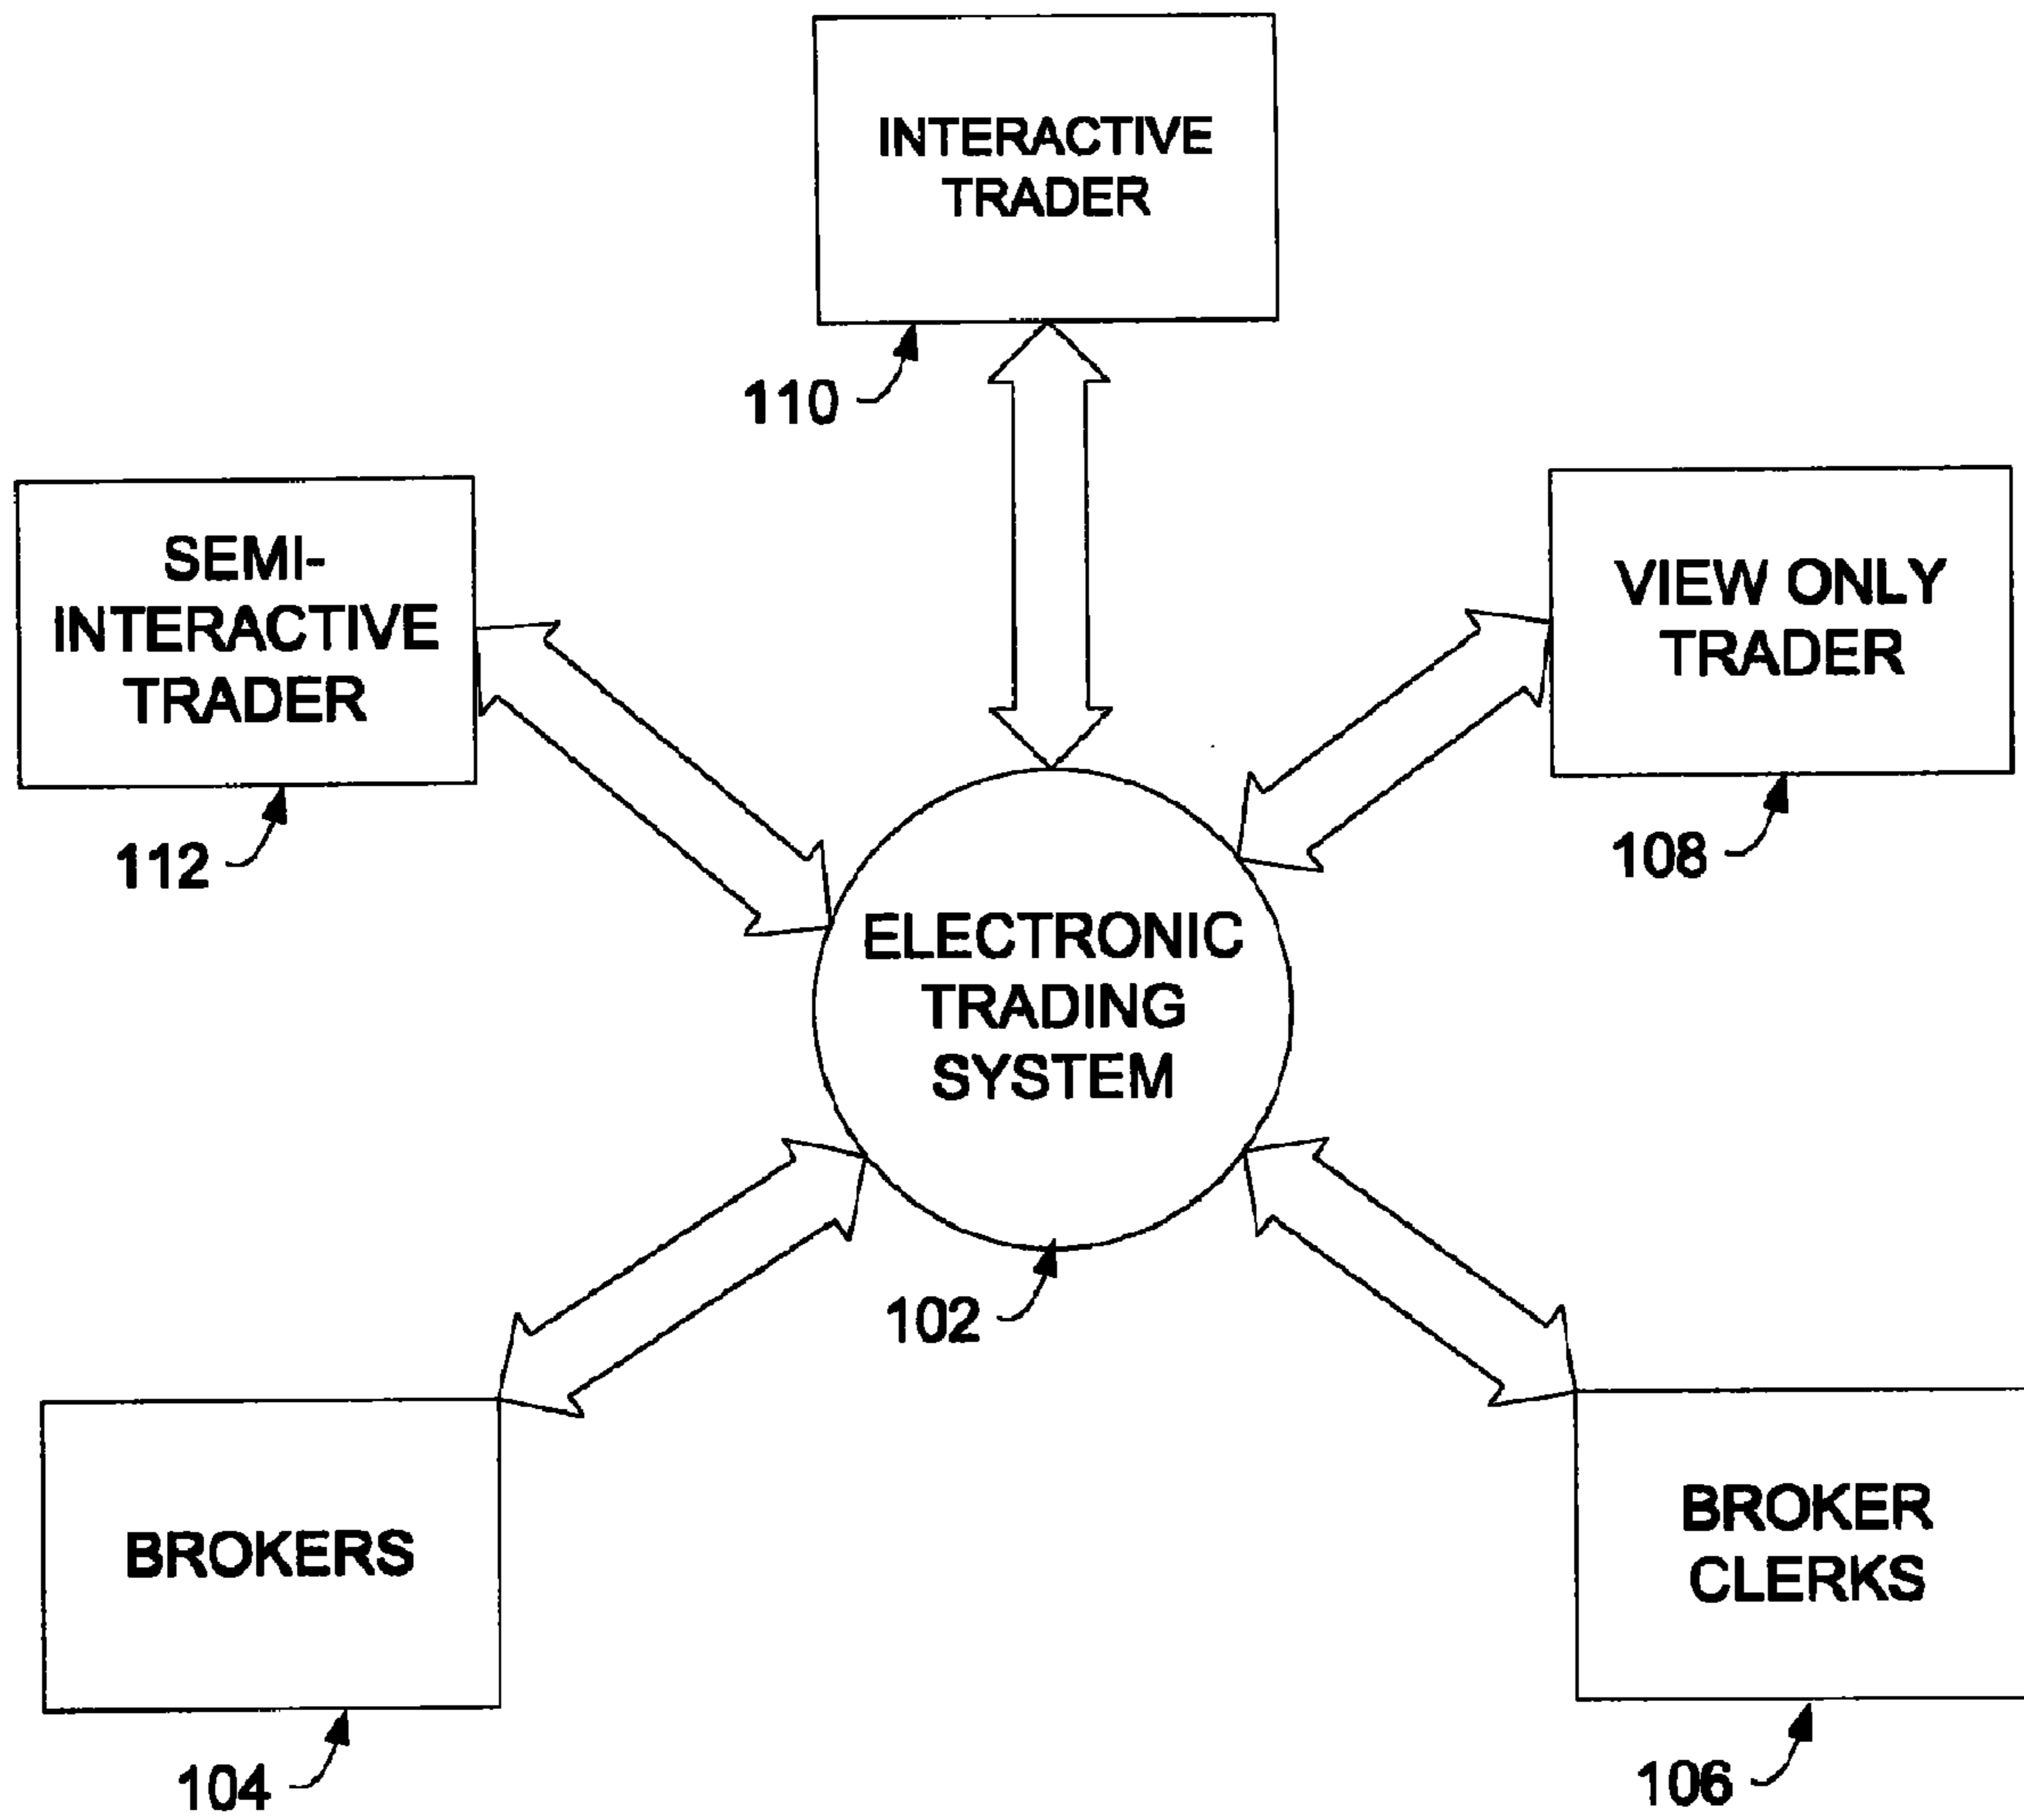 INTERACTIVE
TRADER
110
SEMI-
INTERACTIVE
TRADER
112
VIEW ONLY
TRADER
108
ELECTRONIC
TRADING
SYSTEM
102
BROKERS
104
BROKER
CLERKS
106